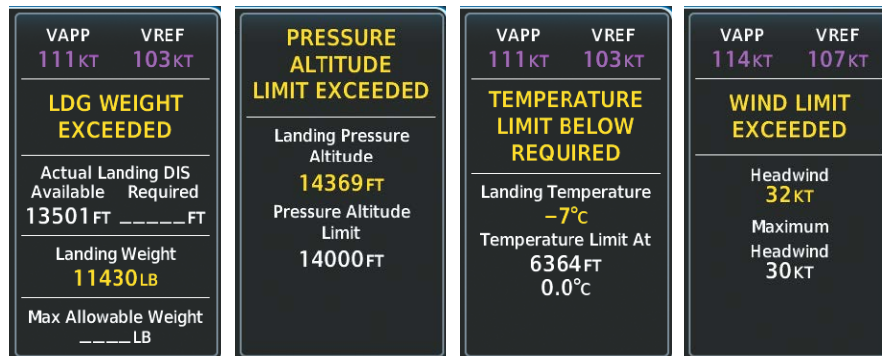 VAPP VREF
111KT 103KT
LDG WEIGHT
EXCEEDED
Actual Landing DIS
Available Required
13501FT _____FT
Landing Weight
11430LB
Max Allowable Weight
____LB
PRESSURE
ALTITUDE
LIMIT EXCEEDED
Landing Pressure
Altitude
14369FT
Pressure Altitude
Limit
14000FT
VAPP VREF
111KT 103KT
TEMPERATURE
LIMIT BELOW
REQUIRED
Landing Temperature
-7°C
Temperature Limit At
6364FT
0.0°C
VAPP VREF
114KT 107KT
WIND LIMIT
EXCEEDED
Headwind
32KT
Maximum
Headwind
30KT